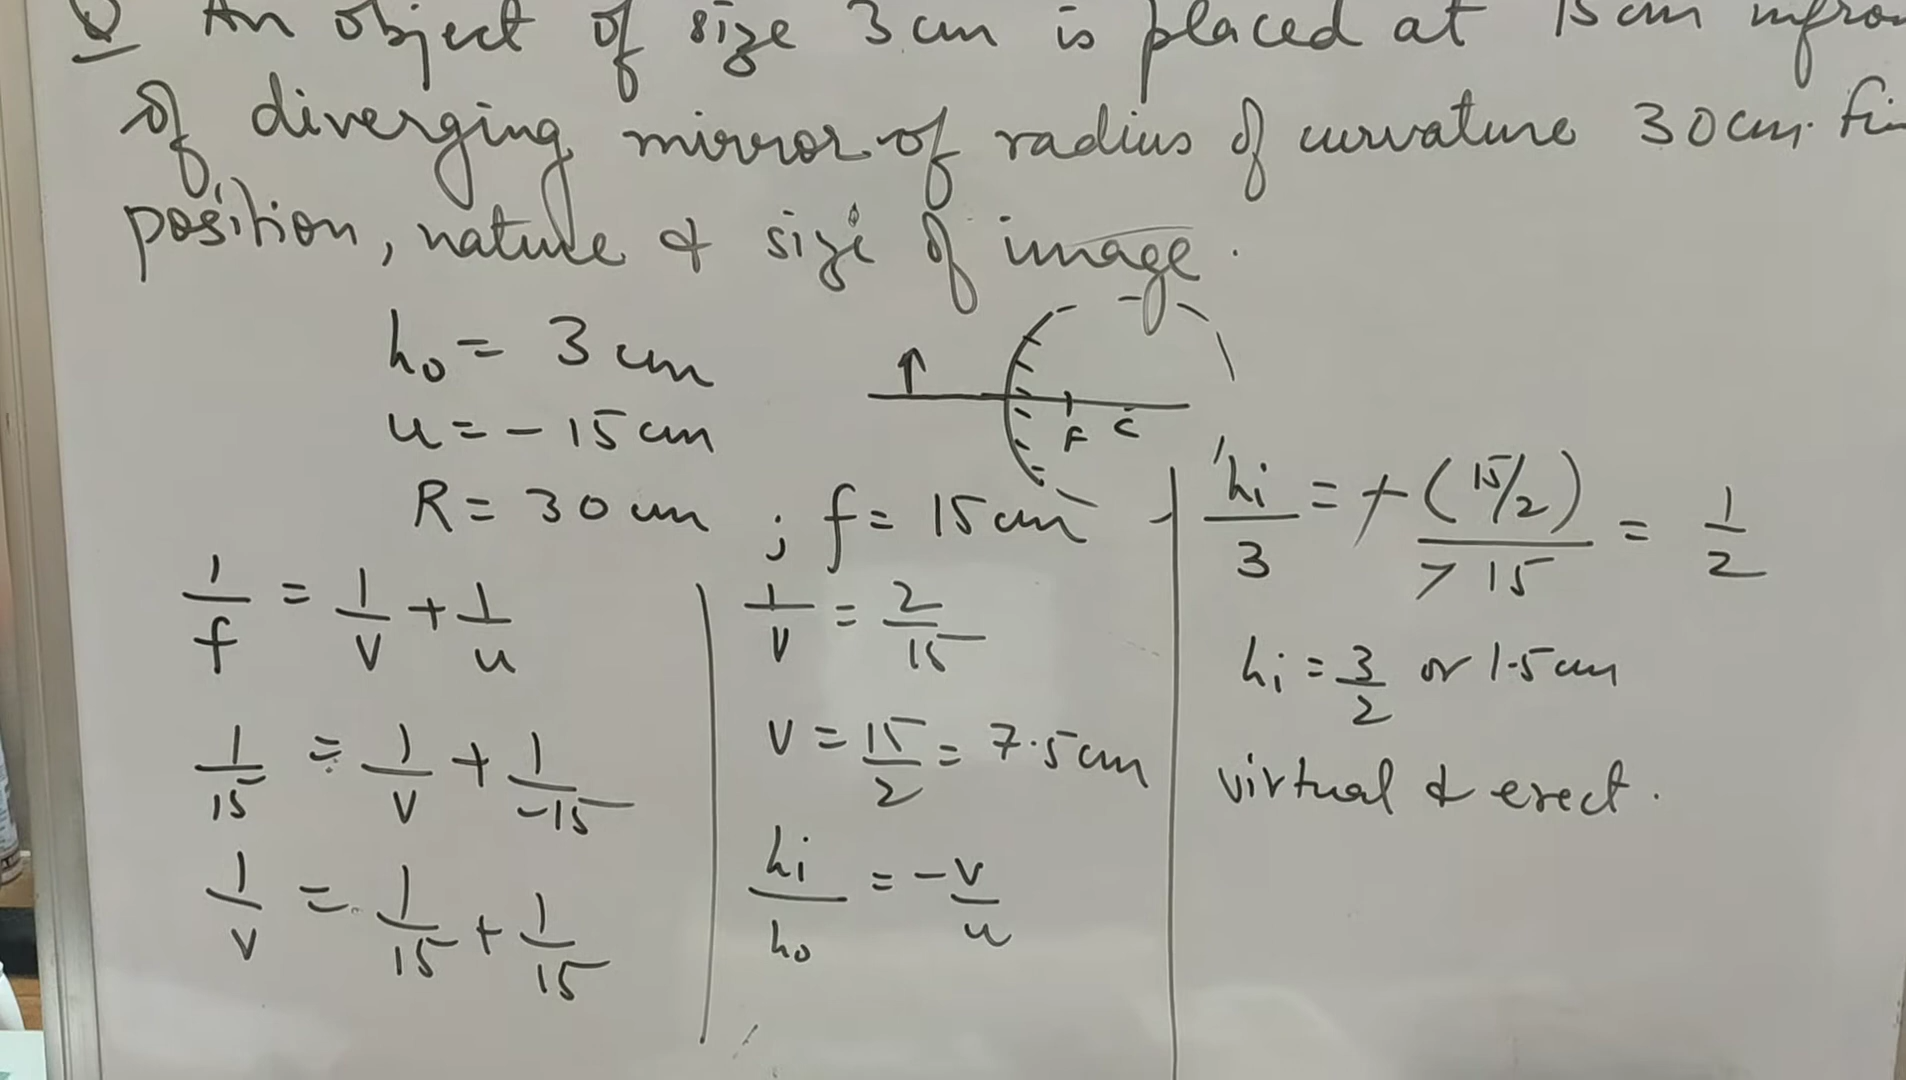 Q An object of size 3 cm is placed at 15 cm infro
of diverging mirror of radius of curvature 30cm. fi
position, nature & size of image.
h₀ = 3 cm
u = - 15 cm
R = 30 cm ; f = 15 cm
F C
1/f = 1/v + 1/u
1/15 = 1/v + 1/-15
1/v = 1/15 + 1/15
1/v = 2/15
v = 15/2 = 7.5 cm
hi/h₀ = -v/u
hi/3 = + (15/2)/-15 = 1/2
hi = 3/2 or 1.5 cm
virtual & erect.